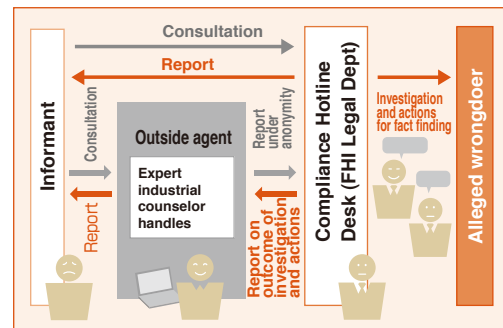 Consultation
Report
Informant
Consultation
Report
Outside agent
Expert
industrial
counselor
handles
Report
under
anonymity
Report on
outcome of
investigation
and actions
Compliance Hotline
Desk (FHI Legal Dept)
Investigation
and actions
for fact finding
Alleged wrongdoer